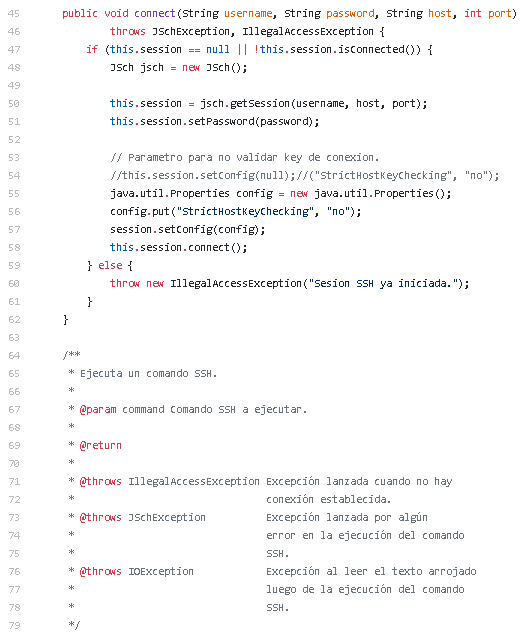 45 public void connect(String username, String password, String host, int port)
46 throws JSchException, IllegalAccessException {
47 if (this.session == null || !this.session.isConnected()) {
48 JSch jsch = new JSch();
49
50 this.session = jsch.getSession(username, host, port);
51 this.session.setPassword(password);
52
53 // Parametro para no validar key de conexion.
54 //this.session.setConfig(null);//("StrictHostKeyChecking", "no");
55 java.util.Properties config = new java.util.Properties();
56 config.put("StrictHostKeyChecking", "no");
57 session.setConfig(config);
58 this.session.connect();
59 } else {
60 throw new IllegalAccessException("Sesion SSH ya iniciada.");
61 }
62 }
63
64 /**
65 * Ejecuta un comando SSH.
66 *
67 * @param command Comando SSH a ejecutar.
68 *
69 * @return
70 *
71 * @throws IllegalAccessException Excepción lanzada cuando no hay
72 * conexión establecida.
73 * @throws JSchException Excepción lanzada por algún
74 * error en la ejecución del comando
75 * SSH.
76 * @throws IOException Excepción al leer el texto arrojado
77 * luego de la ejecución del comando
78 * SSH.
79 */